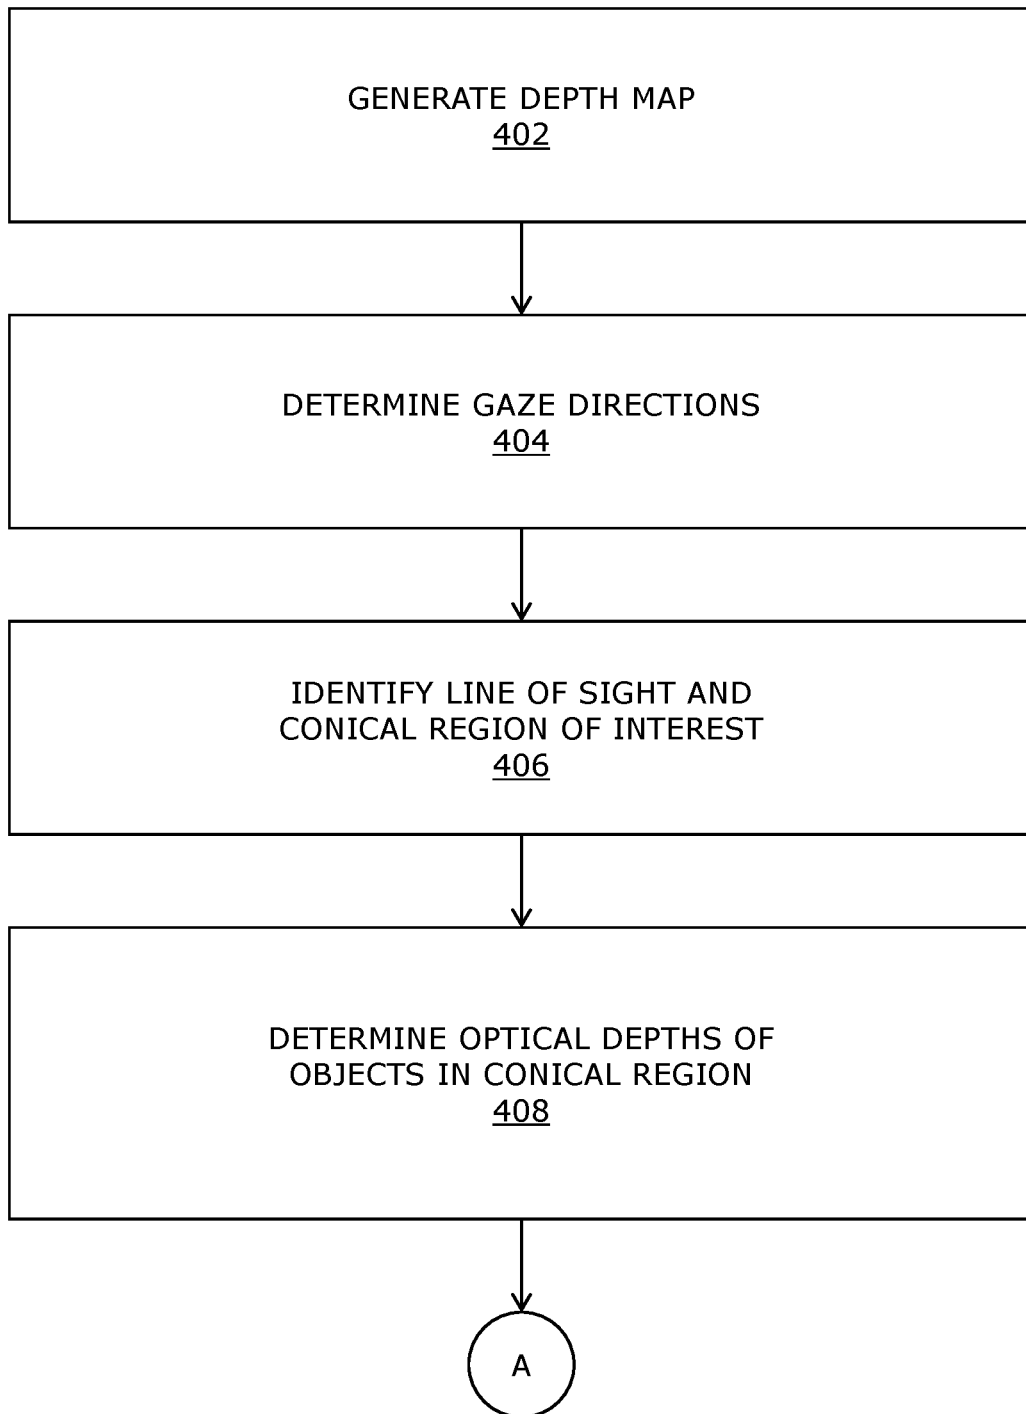 GENERATE DEPTH MAP
402
DETERMINE GAZE DIRECTIONS
404
IDENTIFY LINE OF SIGHT AND
CONICAL REGION OF INTEREST
406
DETERMINE OPTICAL DEPTHS OF
OBJECTS IN CONICAL REGION
408
A